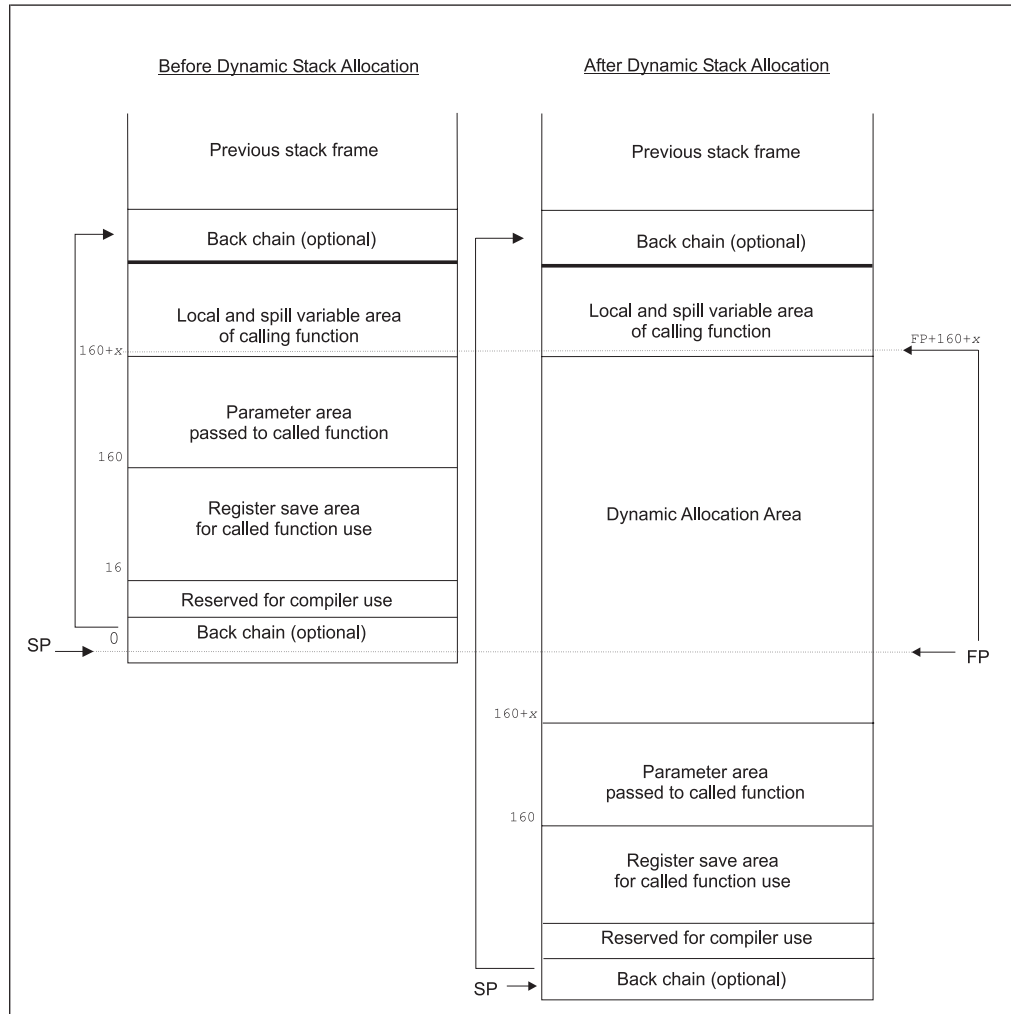 Before Dynamic Stack Allocation
Previous stack frame
Back chain (optional)
Local and spill variable area
of calling function
160+x
Parameter area
passed to called function
160
Register save area
for called function use
16
Reserved for compiler use
Back chain (optional)
0
SP
After Dynamic Stack Allocation
Previous stack frame
Back chain (optional)
Local and spill variable area
of calling function
FP+160+x
Dynamic Allocation Area
FP
160+x
Parameter area
passed to called function
160
Register save area
for called function use
Reserved for compiler use
Back chain (optional)
SP